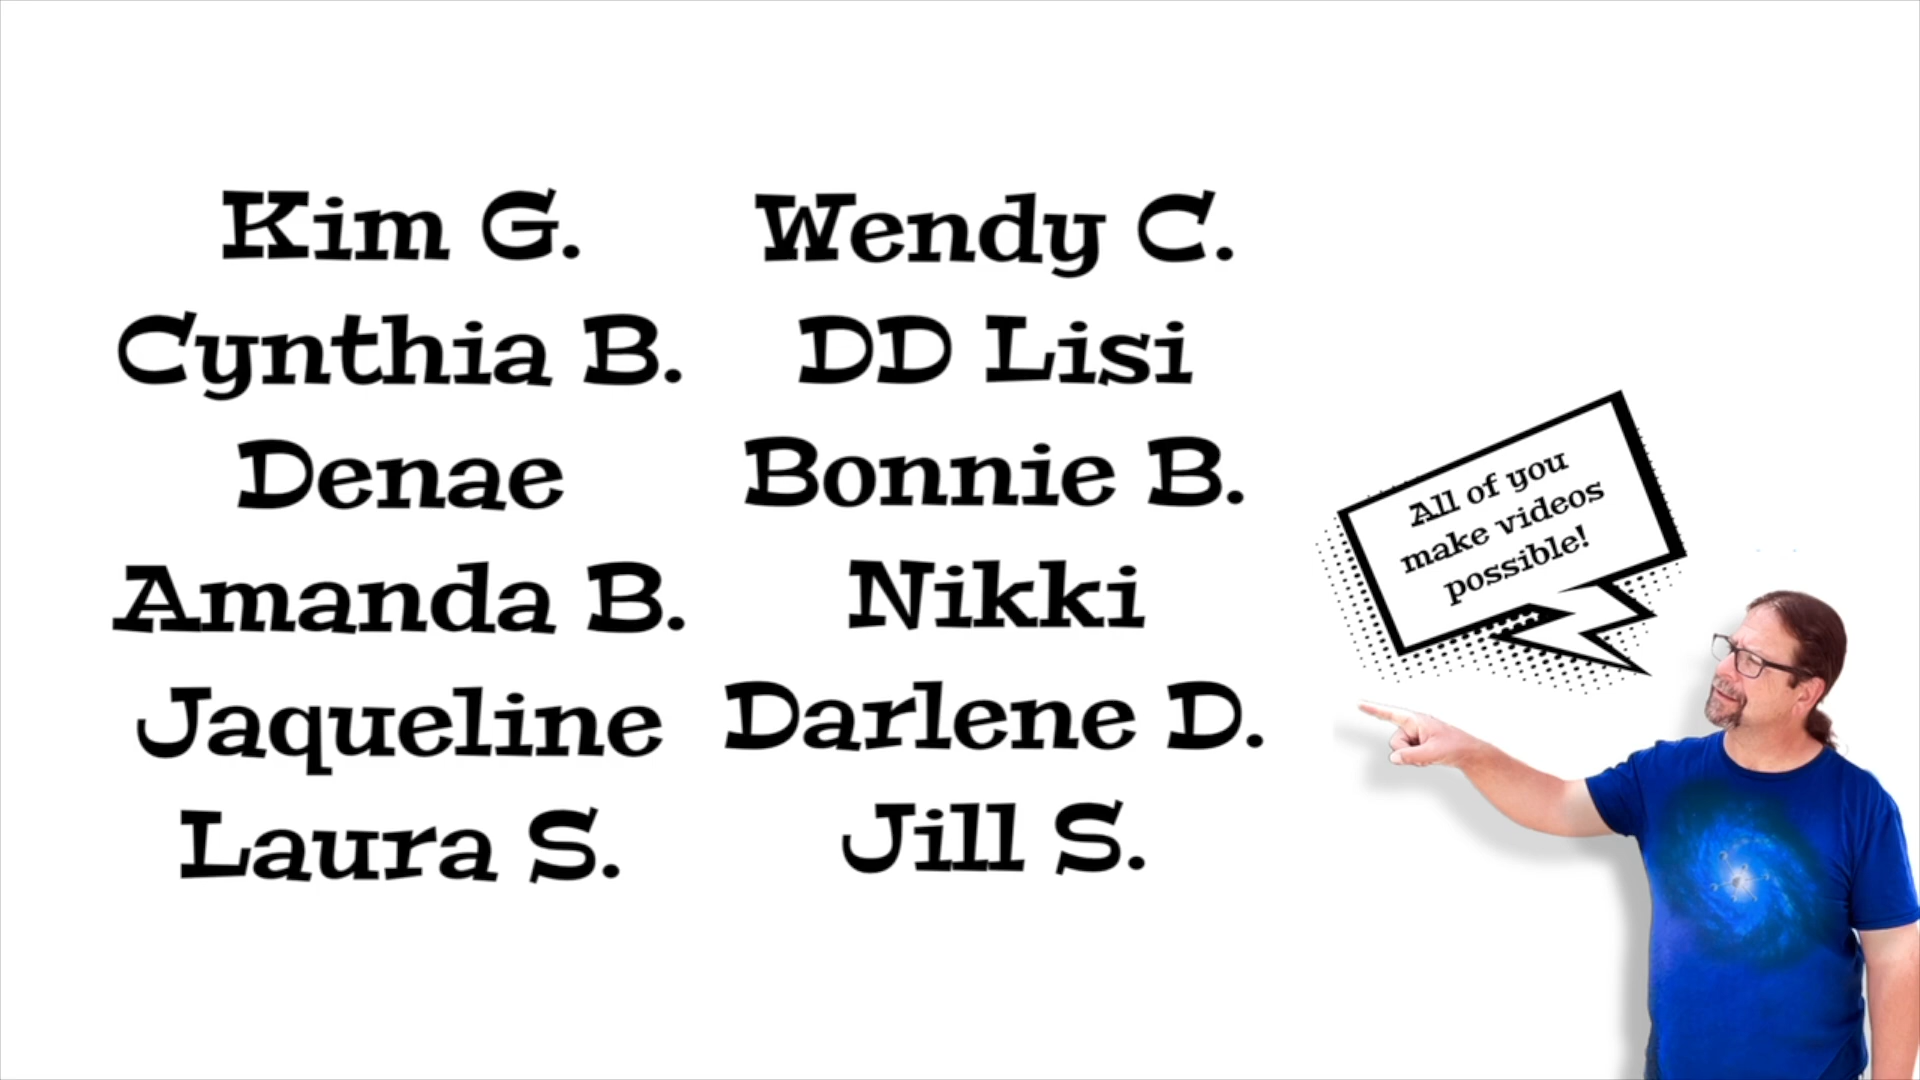 Kim G.
Cynthia B.
Denae
Amanda B.
Jaqueline
Laura S.
Wendy C.
DD Lisi
Bonnie B.
Nikki
Darlene D.
Jill S.
All of you
make videos
possible!